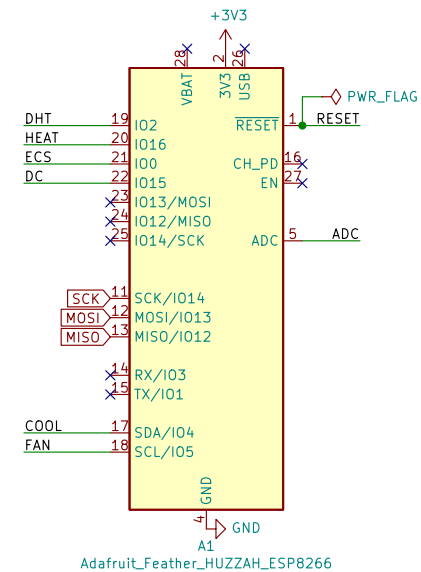 +3V3
28 2 26
VBAT 3V3 USB
PWR_FLAG
DHT 19 IO2 RESET 1 RESET
HEAT 20 IO16
ECS 21 IO0 CH_PD 16
DC 22 IO15 EN 27
23 IO13/MOSI
24 IO12/MISO
25 IO14/SCK ADC 5 ADC
SCK 11 SCK/IO14
MOSI 12 MOSI/IO13
MISO 13 MISO/IO12
14 RX/IO3
15 TX/IO1
COOL 17 SDA/IO4
FAN 18 SCL/IO5
GND
4 GND
A1
Adafruit_Feather_HUZZAH_ESP8266